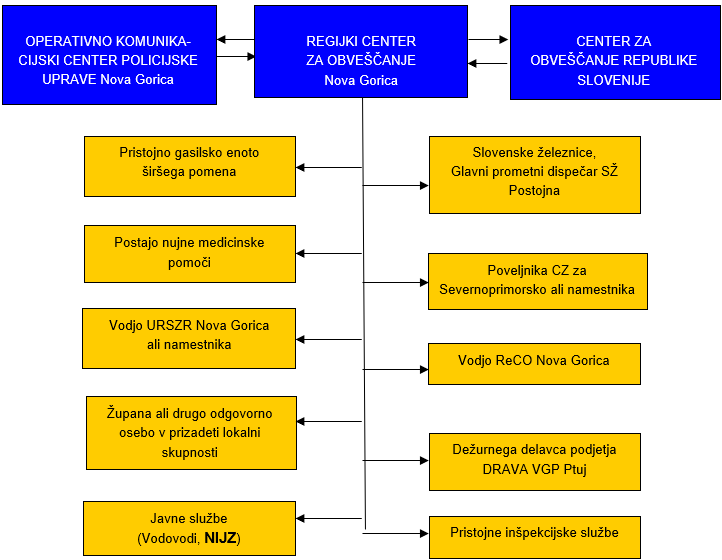 OPERATIVNO KOMUNIKA-
CIJSKI CENTER POLICIJSKE
UPRAVE Nova Gorica
REGIJKI CENTER
ZA OBVEŠČANJE
Nova Gorica
CENTER ZA
OBVEŠČANJE REPUBLIKE
SLOVENIJE
Pristojno gasilsko enoto
širšega pomena
Slovenske železnice,
Glavni prometni dispečar SŽ
Postojna
Postajo nujne medicinske
pomoči
Poveljnika CZ za
Severnoprimorsko ali namestnika
Vodjo URSZR Nova Gorica
ali namestnika
Vodjo ReCO Nova Gorica
Župana ali drugo odgovorno
osebo v prizadeti lokalni
skupnosti
Dežurnega delavca podjetja
DRAVA VGP Ptuj
Javne službe
(Vodovodi, NIJZ)
Pristojne inšpekcijske službe